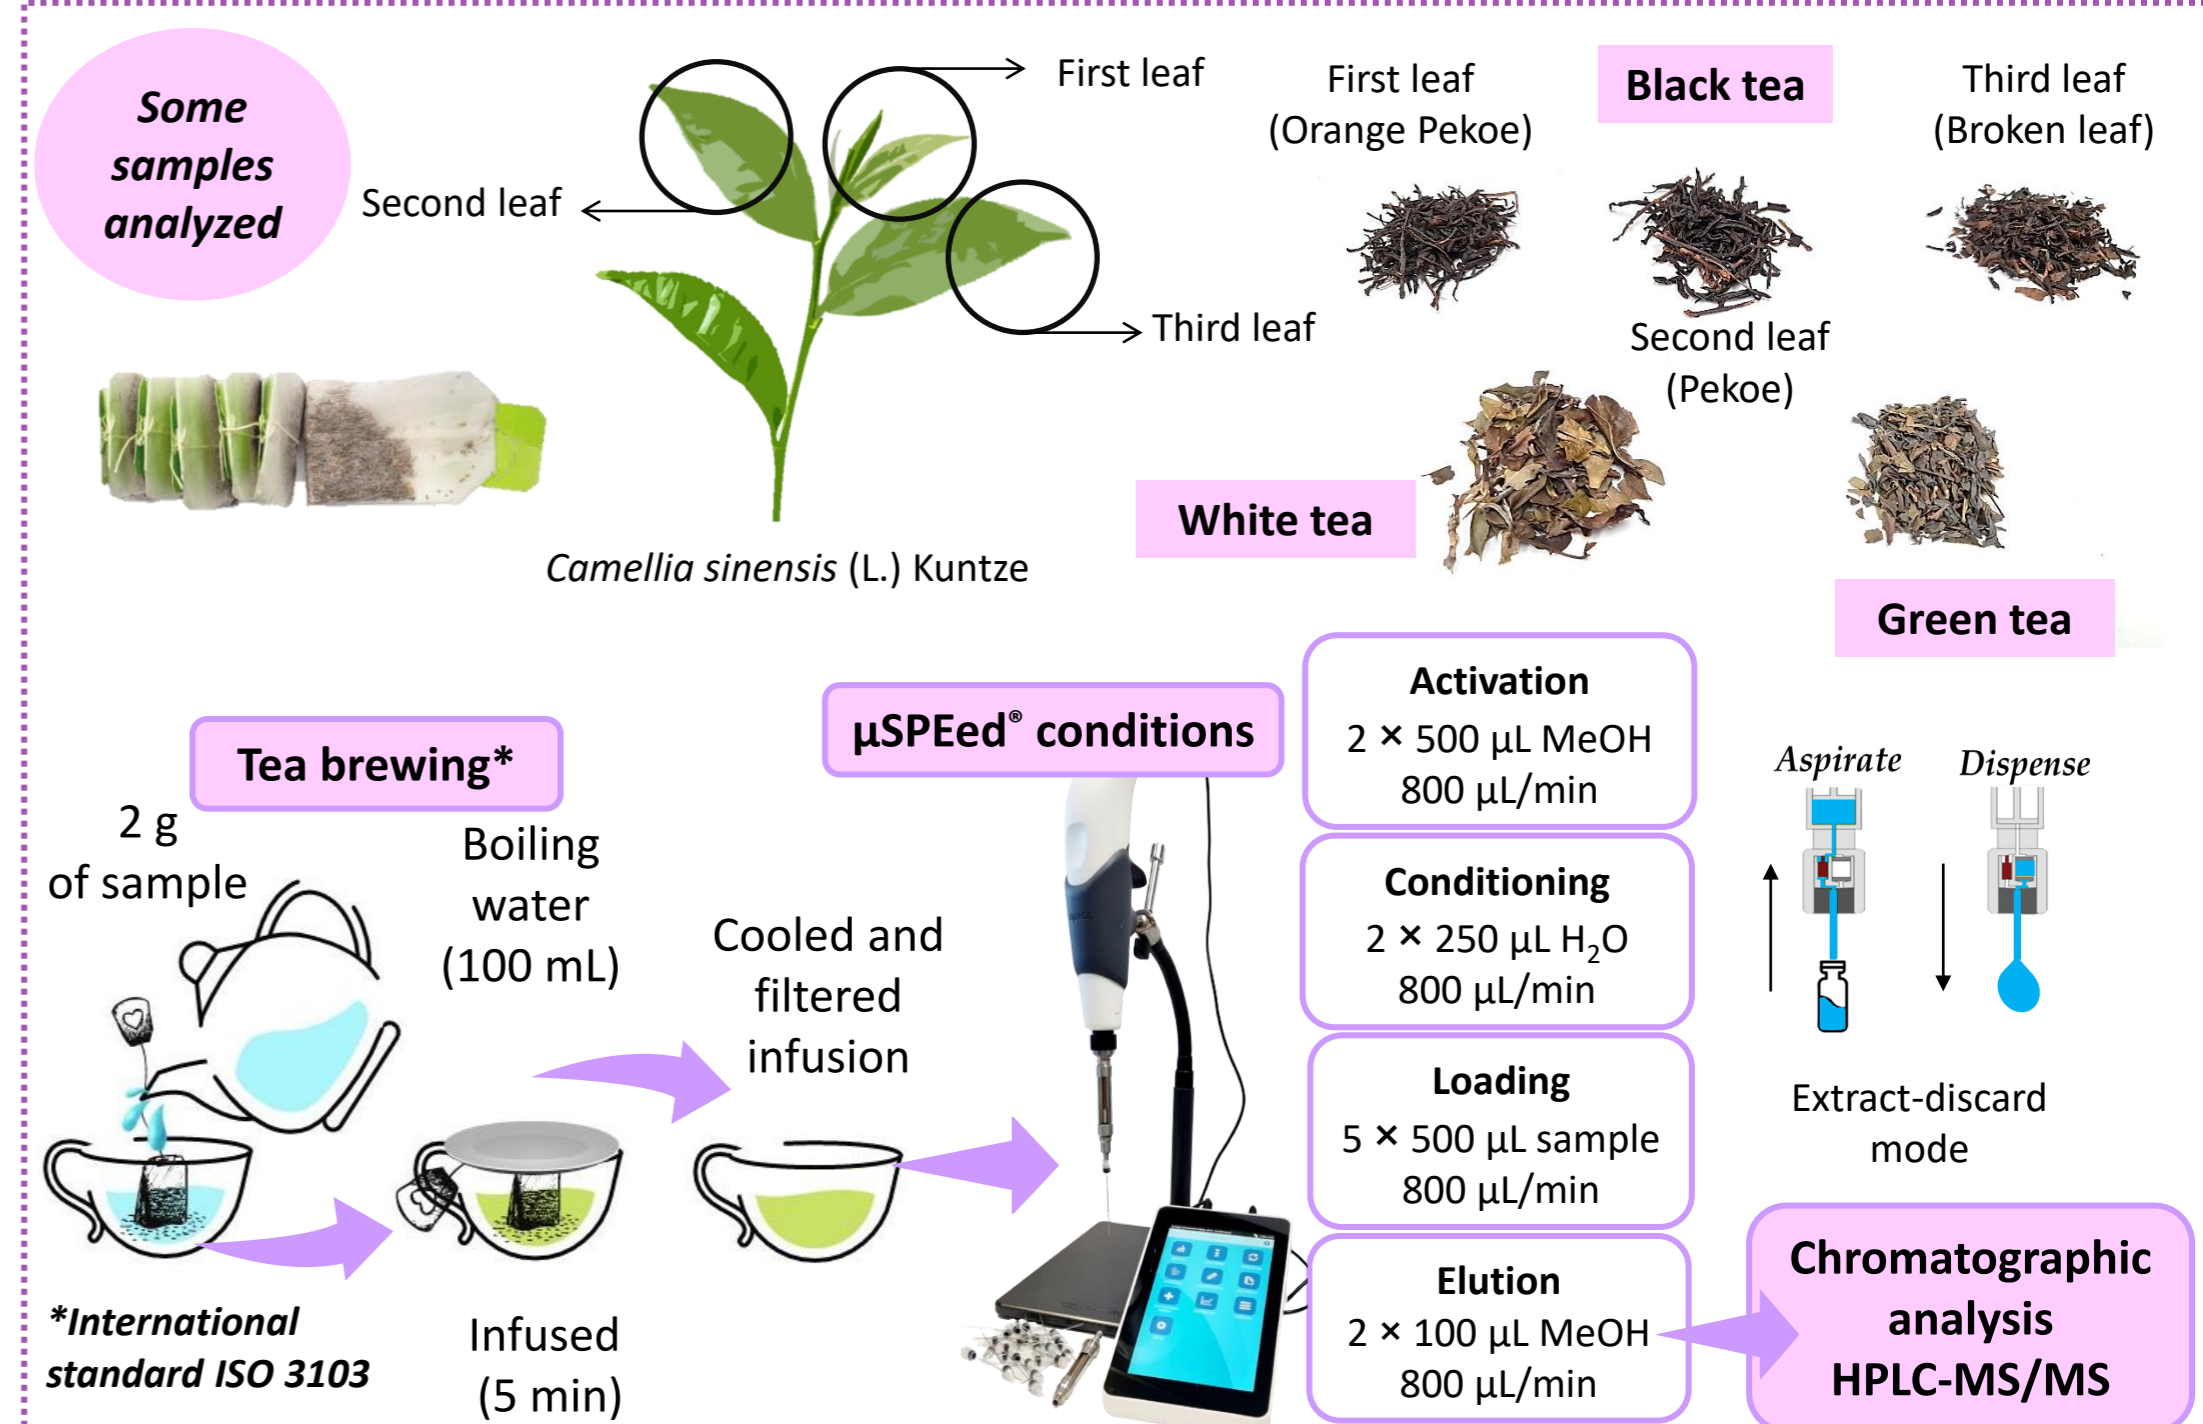 Some
samples
analyzed
First leaf
Second leaf
Third leaf
Camellia sinensis (L.) Kuntze
First leaf
(Orange Pekoe)
Black tea
Third leaf
(Broken leaf)
Second leaf
(Pekoe)
White tea
Green tea
Tea brewing*
2 g
of sample
Boiling
water
(100 mL)
Cooled and
filtered
infusion
Infused
(5 min)
*International
standard ISO 3103
µSPEed® conditions
Activation
2 × 500 µL MeOH
800 µL/min
Conditioning
2 × 250 µL H₂O
800 µL/min
Loading
5 × 500 µL sample
800 µL/min
Elution
2 × 100 µL MeOH
800 µL/min
Aspirate
Dispense
Extract-discard
mode
Chromatographic
analysis
HPLC-MS/MS